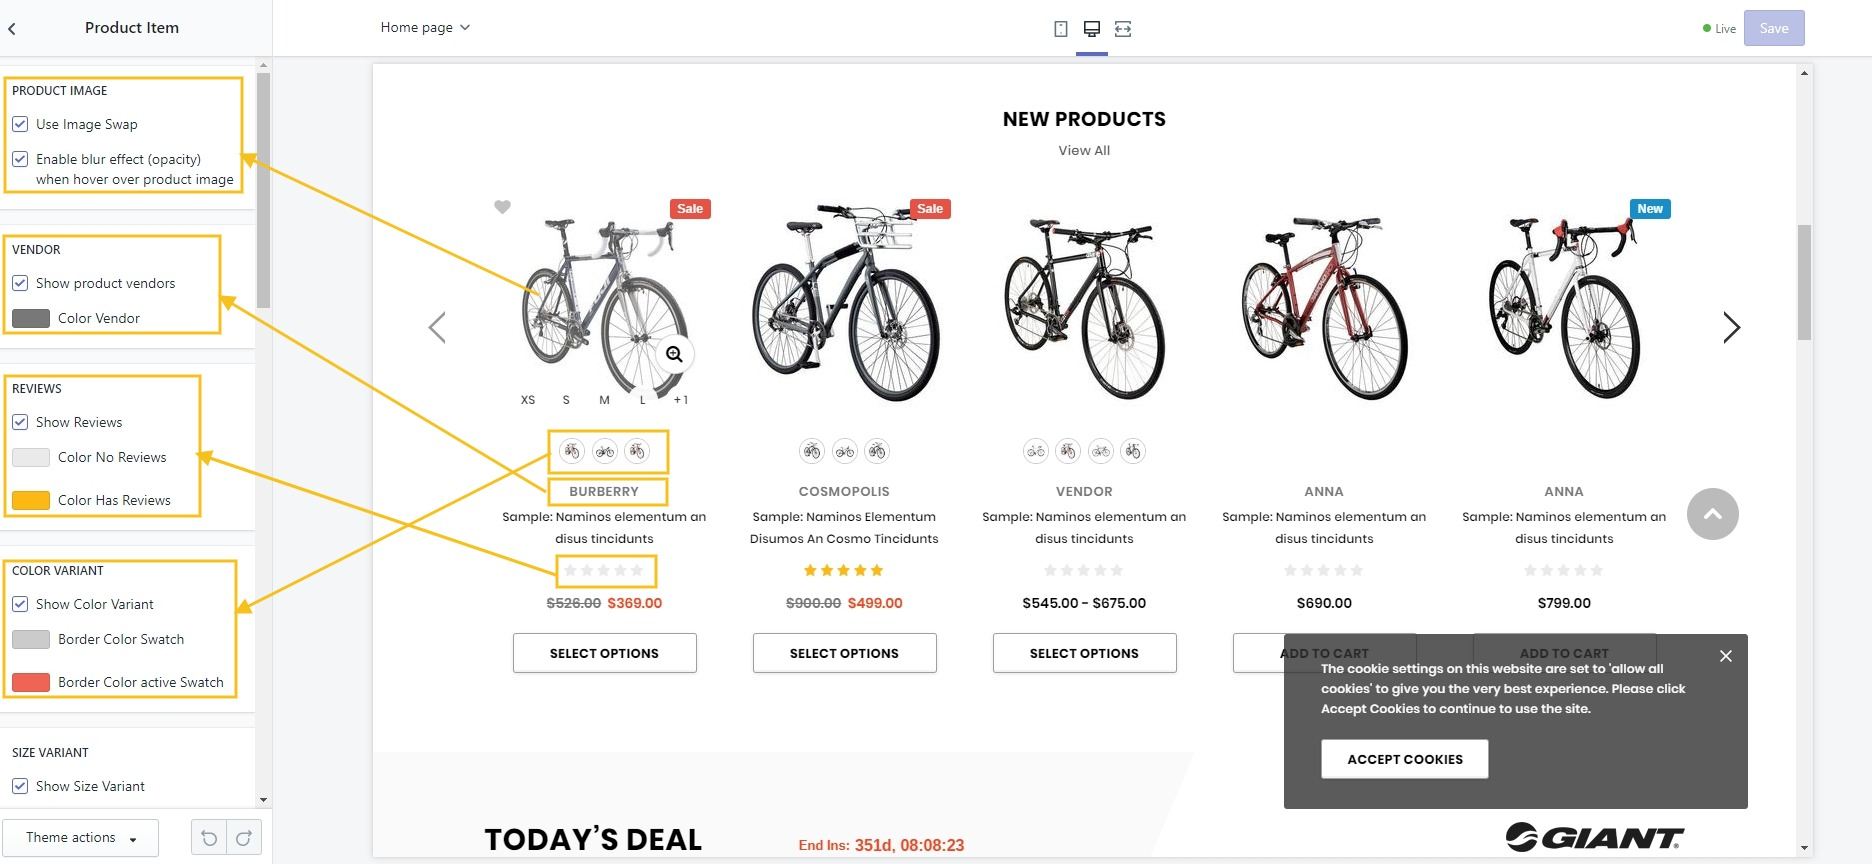 Product Item
Home page
Live
Save
PRODUCT IMAGE
Use Image Swap
Enable blur effect (opacity)
when hover over product image
VENDOR
Show product vendors
Color Vendor
REVIEWS
Show Reviews
Color No Reviews
Color Has Reviews
COLOR VARIANT
Show Color Variant
Border Color Swatch
Border Color active Swatch
SIZE VARIANT
Show Size Variant
Theme actions
NEW PRODUCTS
View All
Sale
Sale
New
XS S M L +1
BURBERRY
Sample: Naminos elementum an
disus tincidunts
$526.00 $369.00
SELECT OPTIONS
COSMOPOLIS
Sample: Naminos Elementum
Disumos An Cosmo Tincidunts
$900.00 $499.00
SELECT OPTIONS
VENDOR
Sample: Naminos elementum an
disus tincidunts
$545.00 - $675.00
SELECT OPTIONS
ANNA
Sample: Naminos elementum an
disus tincidunts
$690.00
ADD TO CART
ANNA
Sample: Naminos elementum an
disus tincidunts
$799.00
ADD TO CART
The cookie settings on this website are set to 'allow all
cookies' to give you the very best experience. Please click
Accept Cookies to continue to use the site.
ACCEPT COOKIES
TODAY'S DEAL
End Ins: 351d, 08:08:23
GIANT